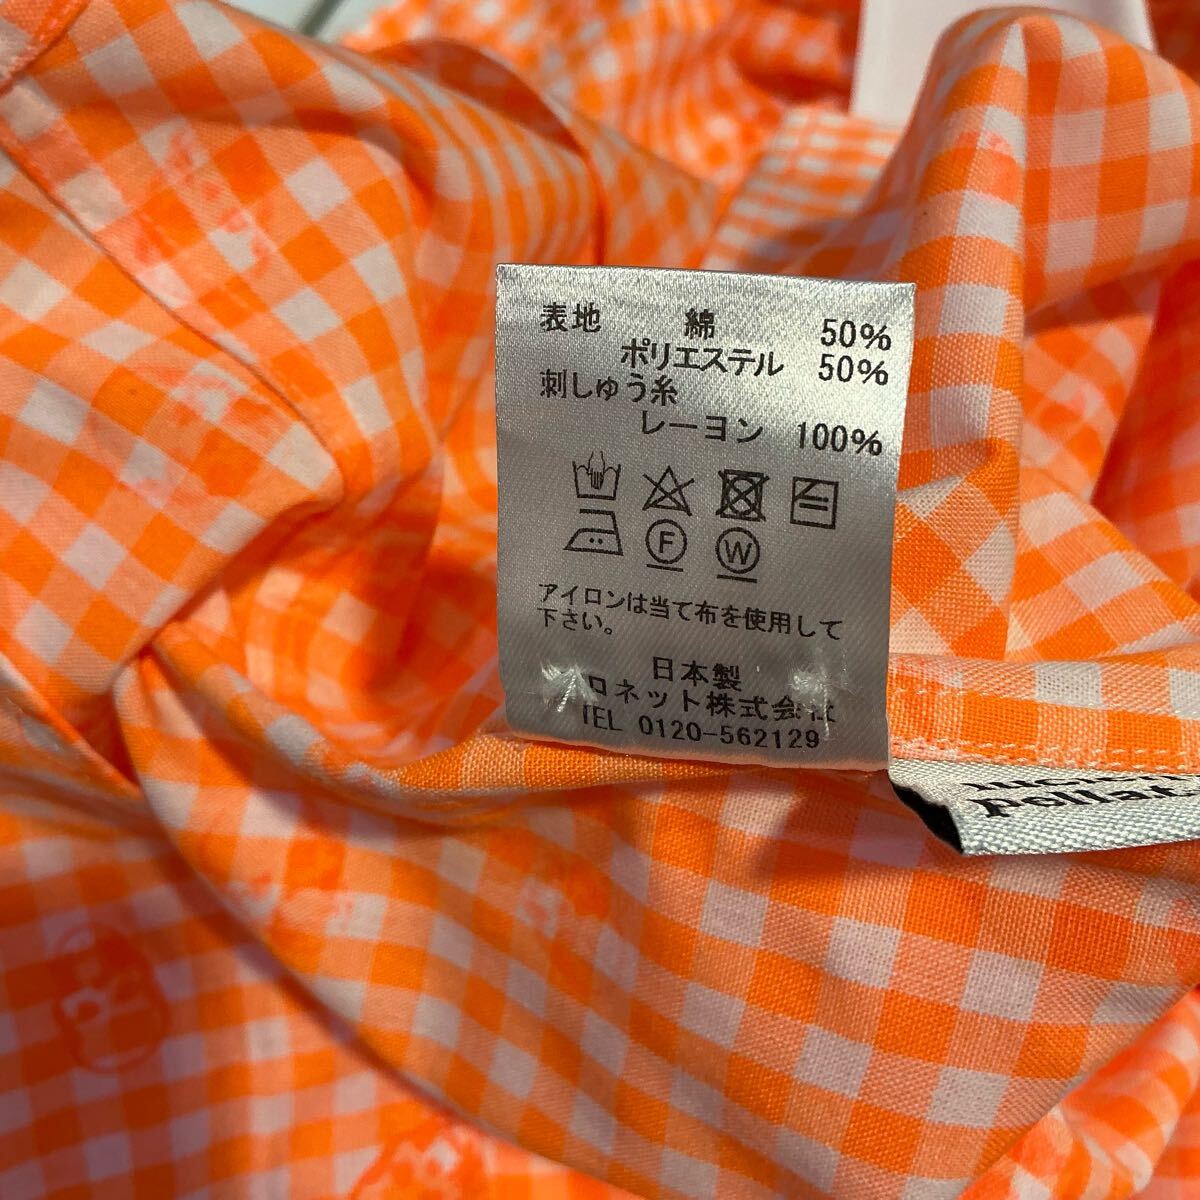 表地 綿 50%
ポリエステル 50%
刺しゅう糸
レーヨン 100%
F W
アイロンは当て布を使用して
下さい。
日本製
ロネット株式会社
TEL 0120-562129
pellat-